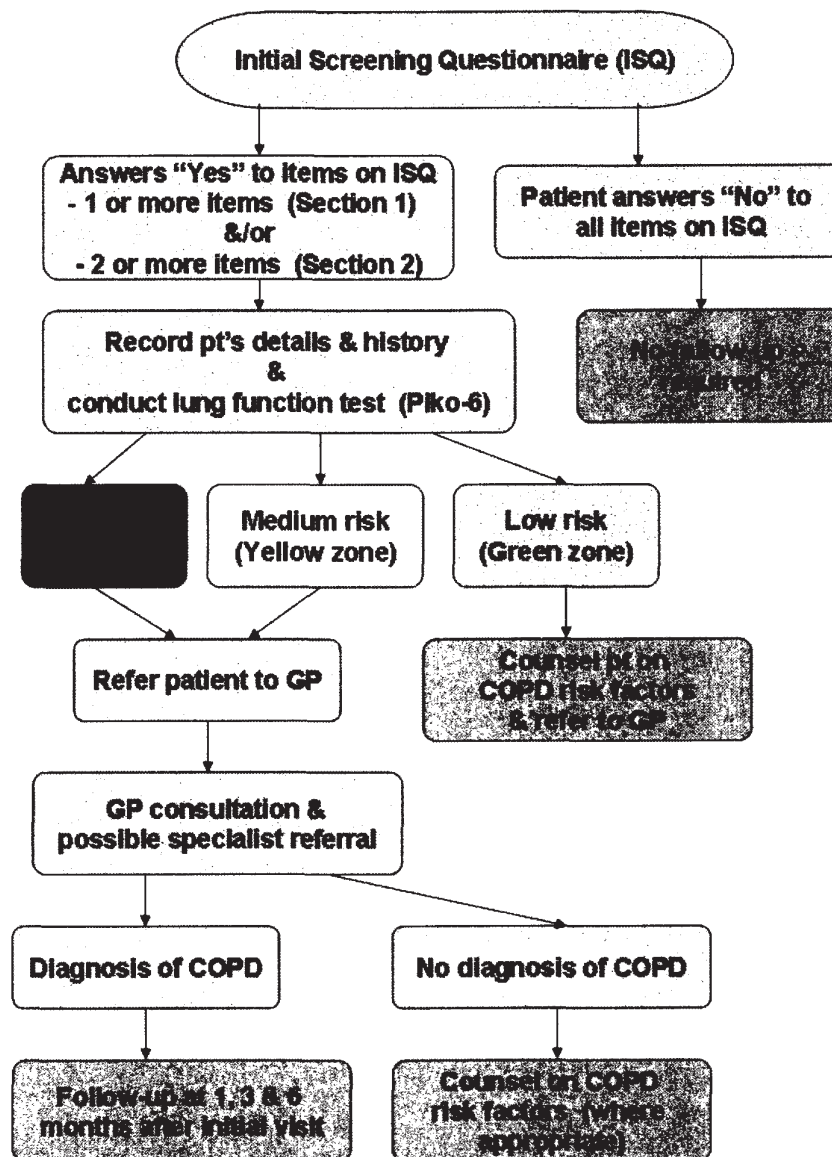 Initial Screening Questionnaire (ISQ)
Answers "Yes" to items on ISQ
- 1 or more items (Section 1)
&/or
- 2 or more items (Section 2)
Patient answers "No" to
all items on ISQ
Record pt's details & history
&
conduct lung function test (Piko-6)
No follow-up
required
Medium risk
(Yellow zone)
Low risk
(Green zone)
Refer patient to GP
Counsel pt on
COPD risk factors
& refer to GP
GP consultation &
possible specialist referral
Diagnosis of COPD
No diagnosis of COPD
Follow-up at 1, 3 & 6
months after initial visit
Counsel on COPD
risk factors (where
appropriate)